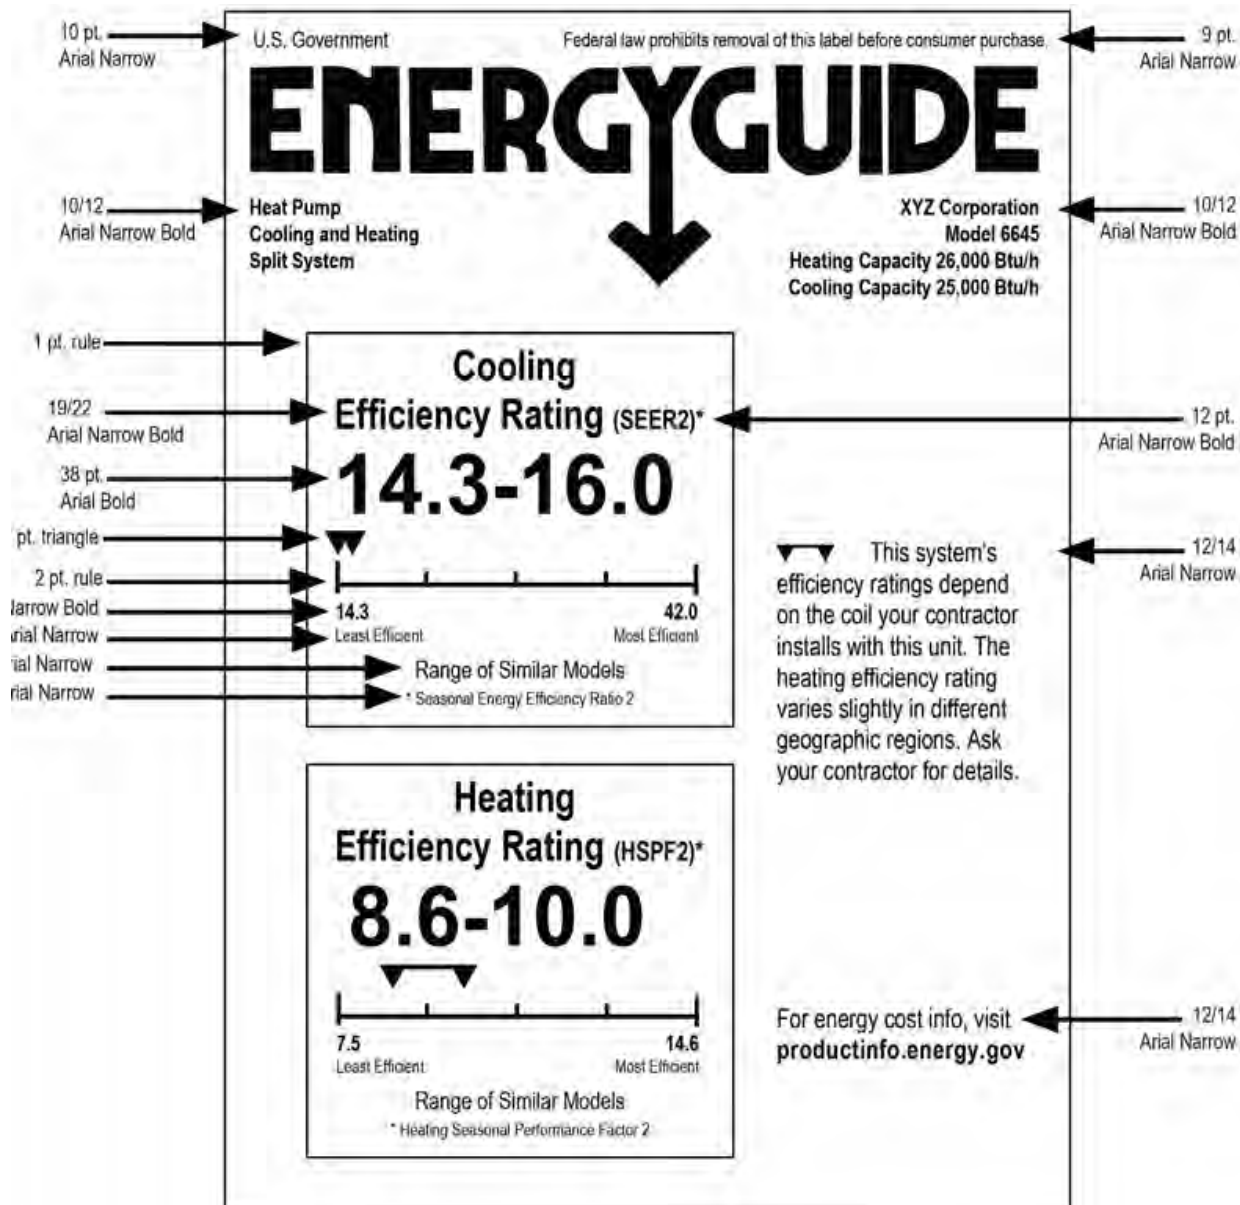 10 pt.
Arial Narrow
U.S. Government
Federal law prohibits removal of this label before consumer purchase.
9 pt.
Arial Narrow
ENERGYGUIDE
10/12
Arial Narrow Bold
Heat Pump
Cooling and Heating
Split System
XYZ Corporation
Model 6645
Heating Capacity 26,000 Btu/h
Cooling Capacity 25,000 Btu/h
10/12
Arial Narrow Bold
1 pt. rule
Cooling
19/22
Arial Narrow Bold
Efficiency Rating (SEER2)*
12 pt.
Arial Narrow Bold
38 pt.
Arial Bold
14.3-16.0
pt. triangle
2 pt. rule
14.3
42.0
Narrow Bold
Least Efficient
Most Efficient
Arial Narrow
Range of Similar Models
rial Narrow
* Seasonal Energy Efficiency Ratio 2
rial Narrow
This system's
efficiency ratings depend
on the coil your contractor
installs with this unit. The
heating efficiency rating
varies slightly in different
geographic regions. Ask
your contractor for details.
12/14
Arial Narrow
Heating
Efficiency Rating (HSPF2)*
8.6-10.0
7.5
14.6
Least Efficient
Most Efficient
Range of Similar Models
* Heating Seasonal Performance Factor 2
For energy cost info, visit
productinfo.energy.gov
12/14
Arial Narrow